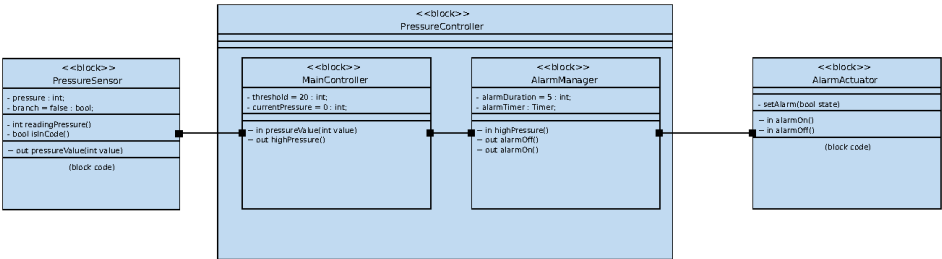 <<block>>
PressureController
<<block>>
PressureSensor
- pressure : int;
- branch = false : bool;
- int readingPressure()
- bool isInCode()
− out pressureValue(int value)
(block code)
<<block>>
MainController
- threshold = 20 : int;
- currentPressure = 0 : int;
− in pressureValue(int value)
− out highPressure()
<<block>>
AlarmManager
- alarmDuration = 5 : int;
- alarmTimer : Timer;
− in highPressure()
− out alarmOff()
− out alarmOn()
<<block>>
AlarmActuator
- setAlarm(bool state)
− in alarmOn()
− in alarmOff()
(block code)